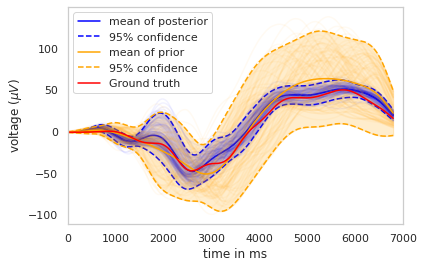 mean of posterior
95% confidence
mean of prior
95% confidence
Ground truth
voltage (μV)
100
50
0
−50
−100
0 1000 2000 3000 4000 5000 6000 7000
time in ms